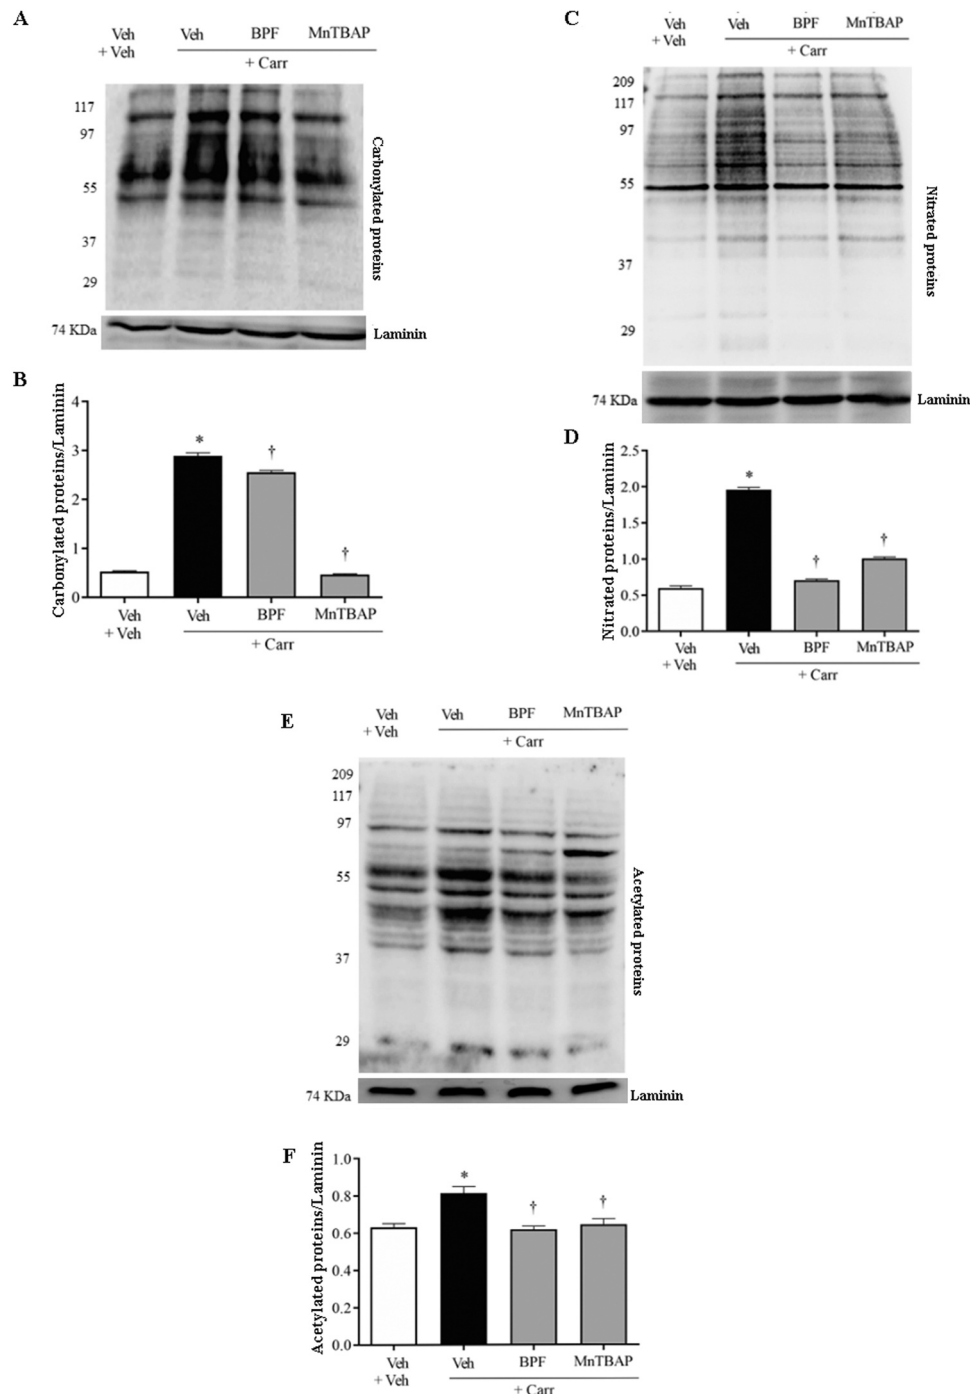 A
Veh
+ Veh
Veh
BPF
MnTBAP
+ Carr
117
97
55
37
29
Carbonylated proteins
74 KDa
Laminin
B
Carbonylated proteins/Laminin
4
3
2
1
0
*
†
†
Veh
+ Veh
Veh
BPF
MnTBAP
+ Carr
C
Veh
+ Veh
Veh
BPF
MnTBAP
+ Carr
209
117
97
55
37
29
Nitrated proteins
74 KDa
Laminin
D
Nitrated proteins/Laminin
2.5
2.0
1.5
1.0
0.5
0.0
*
†
†
Veh
+ Veh
Veh
BPF
MnTBAP
+ Carr
E
Veh
+ Veh
Veh
BPF
MnTBAP
+ Carr
209
117
97
55
37
29
Acetylated proteins
74 KDa
Laminin
F
Acetylated proteins/Laminin
1.0
0.8
0.6
0.4
0.2
0.0
*
†
†
Veh
+ Veh
Veh
BPF
MnTBAP
+ Carr